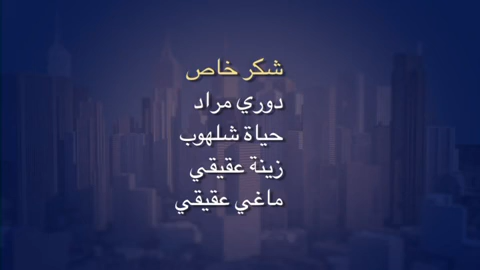 شكر خاص
دوري مراد
حياة شلهوب
زينة عقيقي
ماغي عقيقي